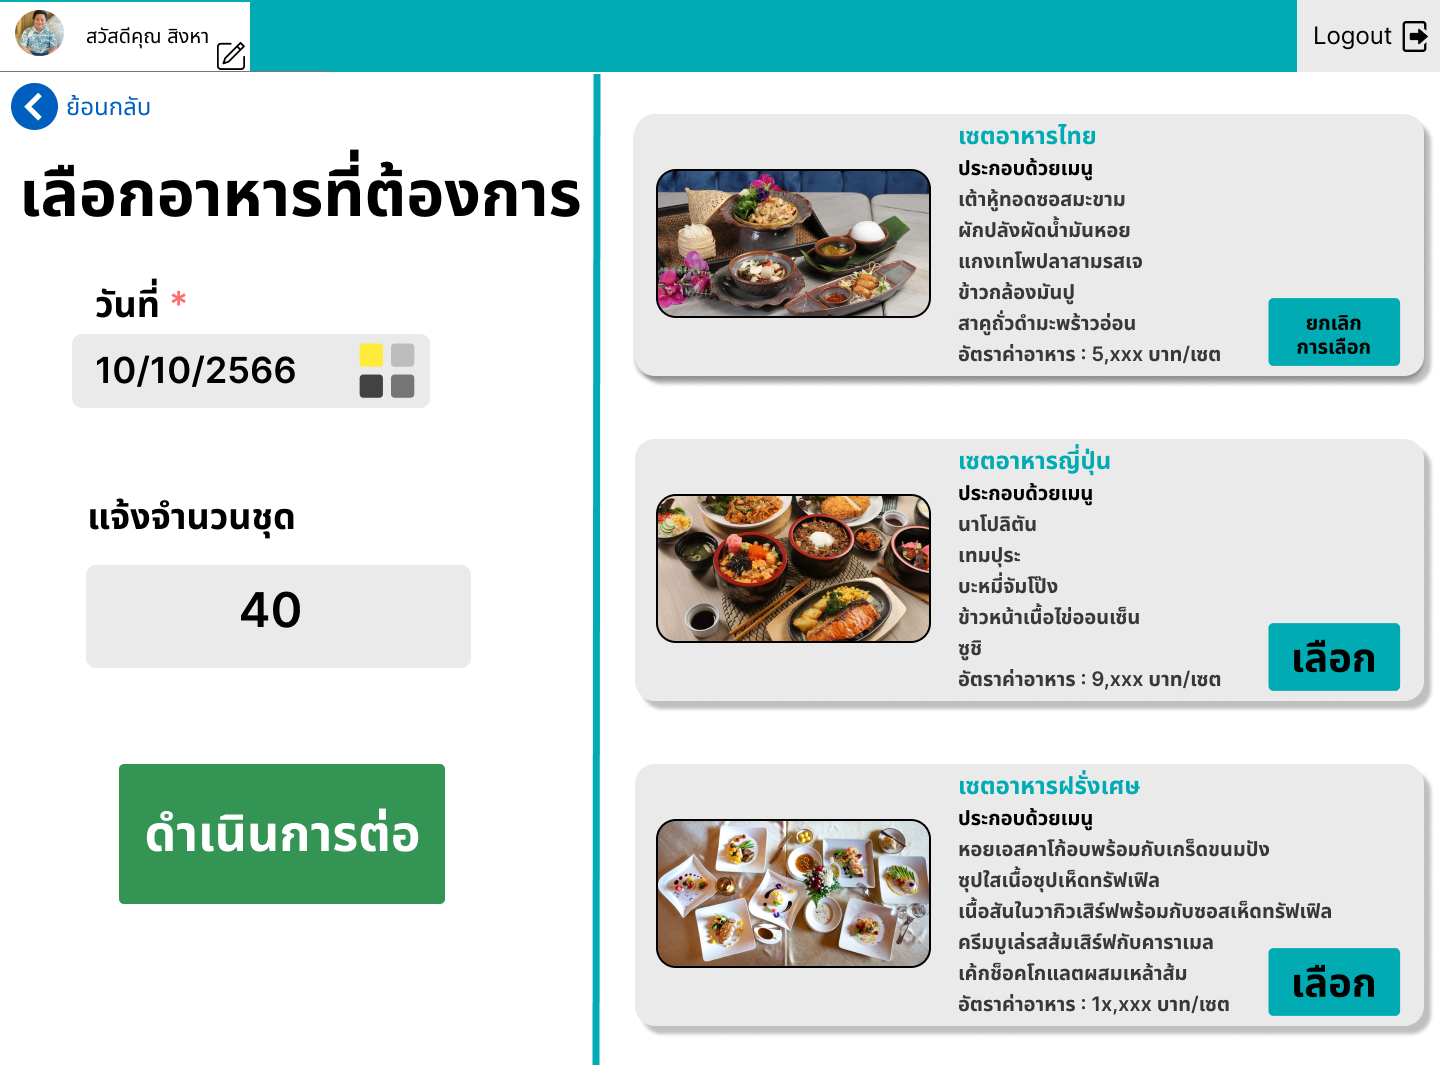 สวัสดีคุณ สิงหา
Logout
ย้อนกลับ
เลือกอาหารที่ต้องการ
วันที่ *
10/10/2566
แจ้งจำนวนชุด
40
ดำเนินการต่อ
เซตอาหารไทย
ประกอบด้วยเมนู
เต้าหู้ทอดซอสมะขาม
ผักปลังผัดน้ำมันหอย
แกงเทโพปลาสามรสเจ
ข้าวกล้องมันปู
สาคูถั่วดำมะพร้าวอ่อน
อัตราค่าอาหาร : 5,xxx บาท/เซต
ยกเลิก
การเลือก
เซตอาหารญี่ปุ่น
ประกอบด้วยเมนู
นาโปลิตัน
เทมปุระ
บะหมี่จัมโป๊ง
ข้าวหน้าเนื้อไข่ออนเซ็น
ซูชิ
อัตราค่าอาหาร : 9,xxx บาท/เซต
เลือก
เซตอาหารฝรั่งเศษ
ประกอบด้วยเมนู
หอยเอสคาโก้อบพร้อมกับเกร็ดขนมปัง
ซุปใสเนื้อซุปเห็ดทรัฟเฟิล
เนื้อสันในวากิวเสิร์ฟพร้อมกับซอสเห็ดทรัฟเฟิล
ครีมบูเล่รสส้มเสิร์ฟกับคาราเมล
เค้กช็อคโกแลตผสมเหล้าส้ม
อัตราค่าอาหาร : 1x,xxx บาท/เซต
เลือก